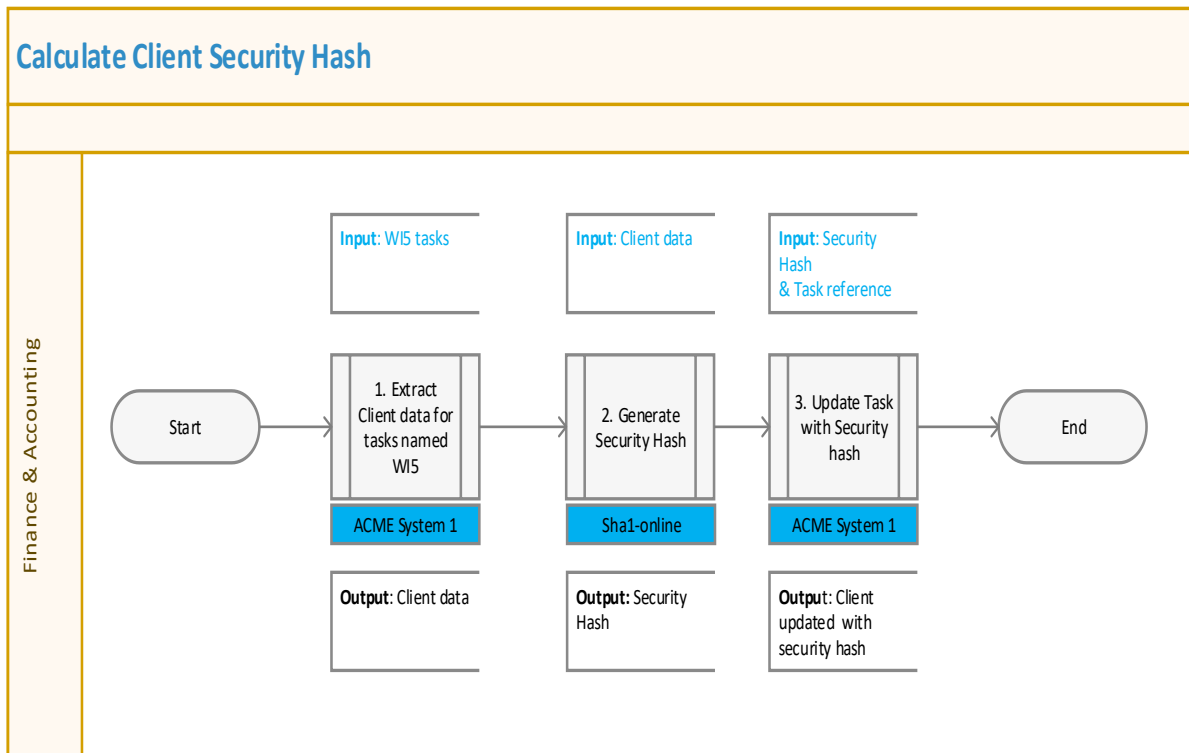 Calculate Client Security Hash
Finance & Accounting
Input: WI5 tasks
Input: Client data
Input: Security
Hash
& Task reference
Start
1. Extract
Client data for
tasks named
WI5
2. Generate
Security Hash
3. Update Task
with Security
hash
End
ACME System 1
Sha1-online
ACME System 1
Output: Client data
Output: Security
Hash
Output: Client
updated with
security hash